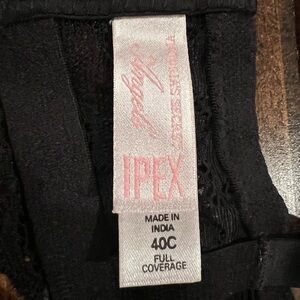 VICTORIA'S SECRET
Angels
IPEX
MADE IN
INDIA
40C
FULL
COVERAGE